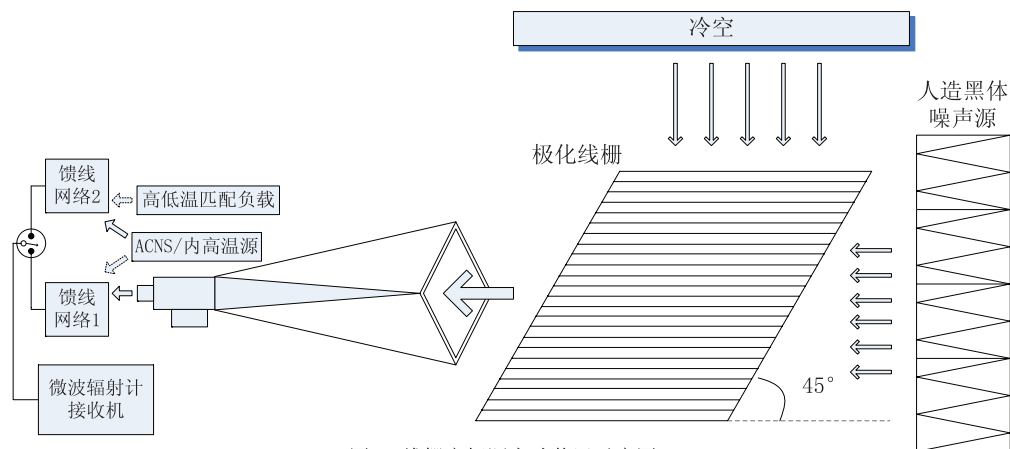 冷空
人造黑体
噪声源
极化线栅
馈线
网络2
高低温匹配负载
ACNS/内高温源
馈线
网络1
微波辐射计
接收机
45°